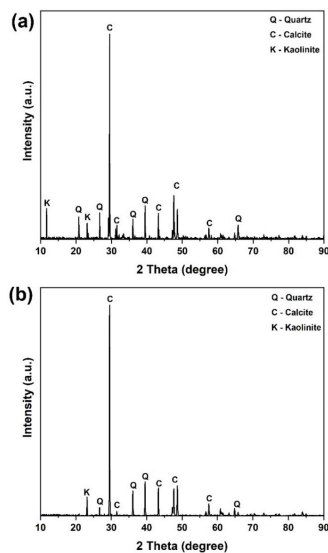 (a)
Q - Quartz
C - Calcite
K - Kaolinite
C
K
Q
K
Q
C
Q
Q
C
C
C
Q
Intensity (a.u.)
10 20 30 40 50 60 70 80 90
2 Theta (degree)
(b)
Q - Quartz
C - Calcite
K - Kaolinite
C
K
Q
C
Q
Q
C
C
C
Q
Intensity (a.u.)
10 20 30 40 50 60 70 80 90
2 Theta (degree)